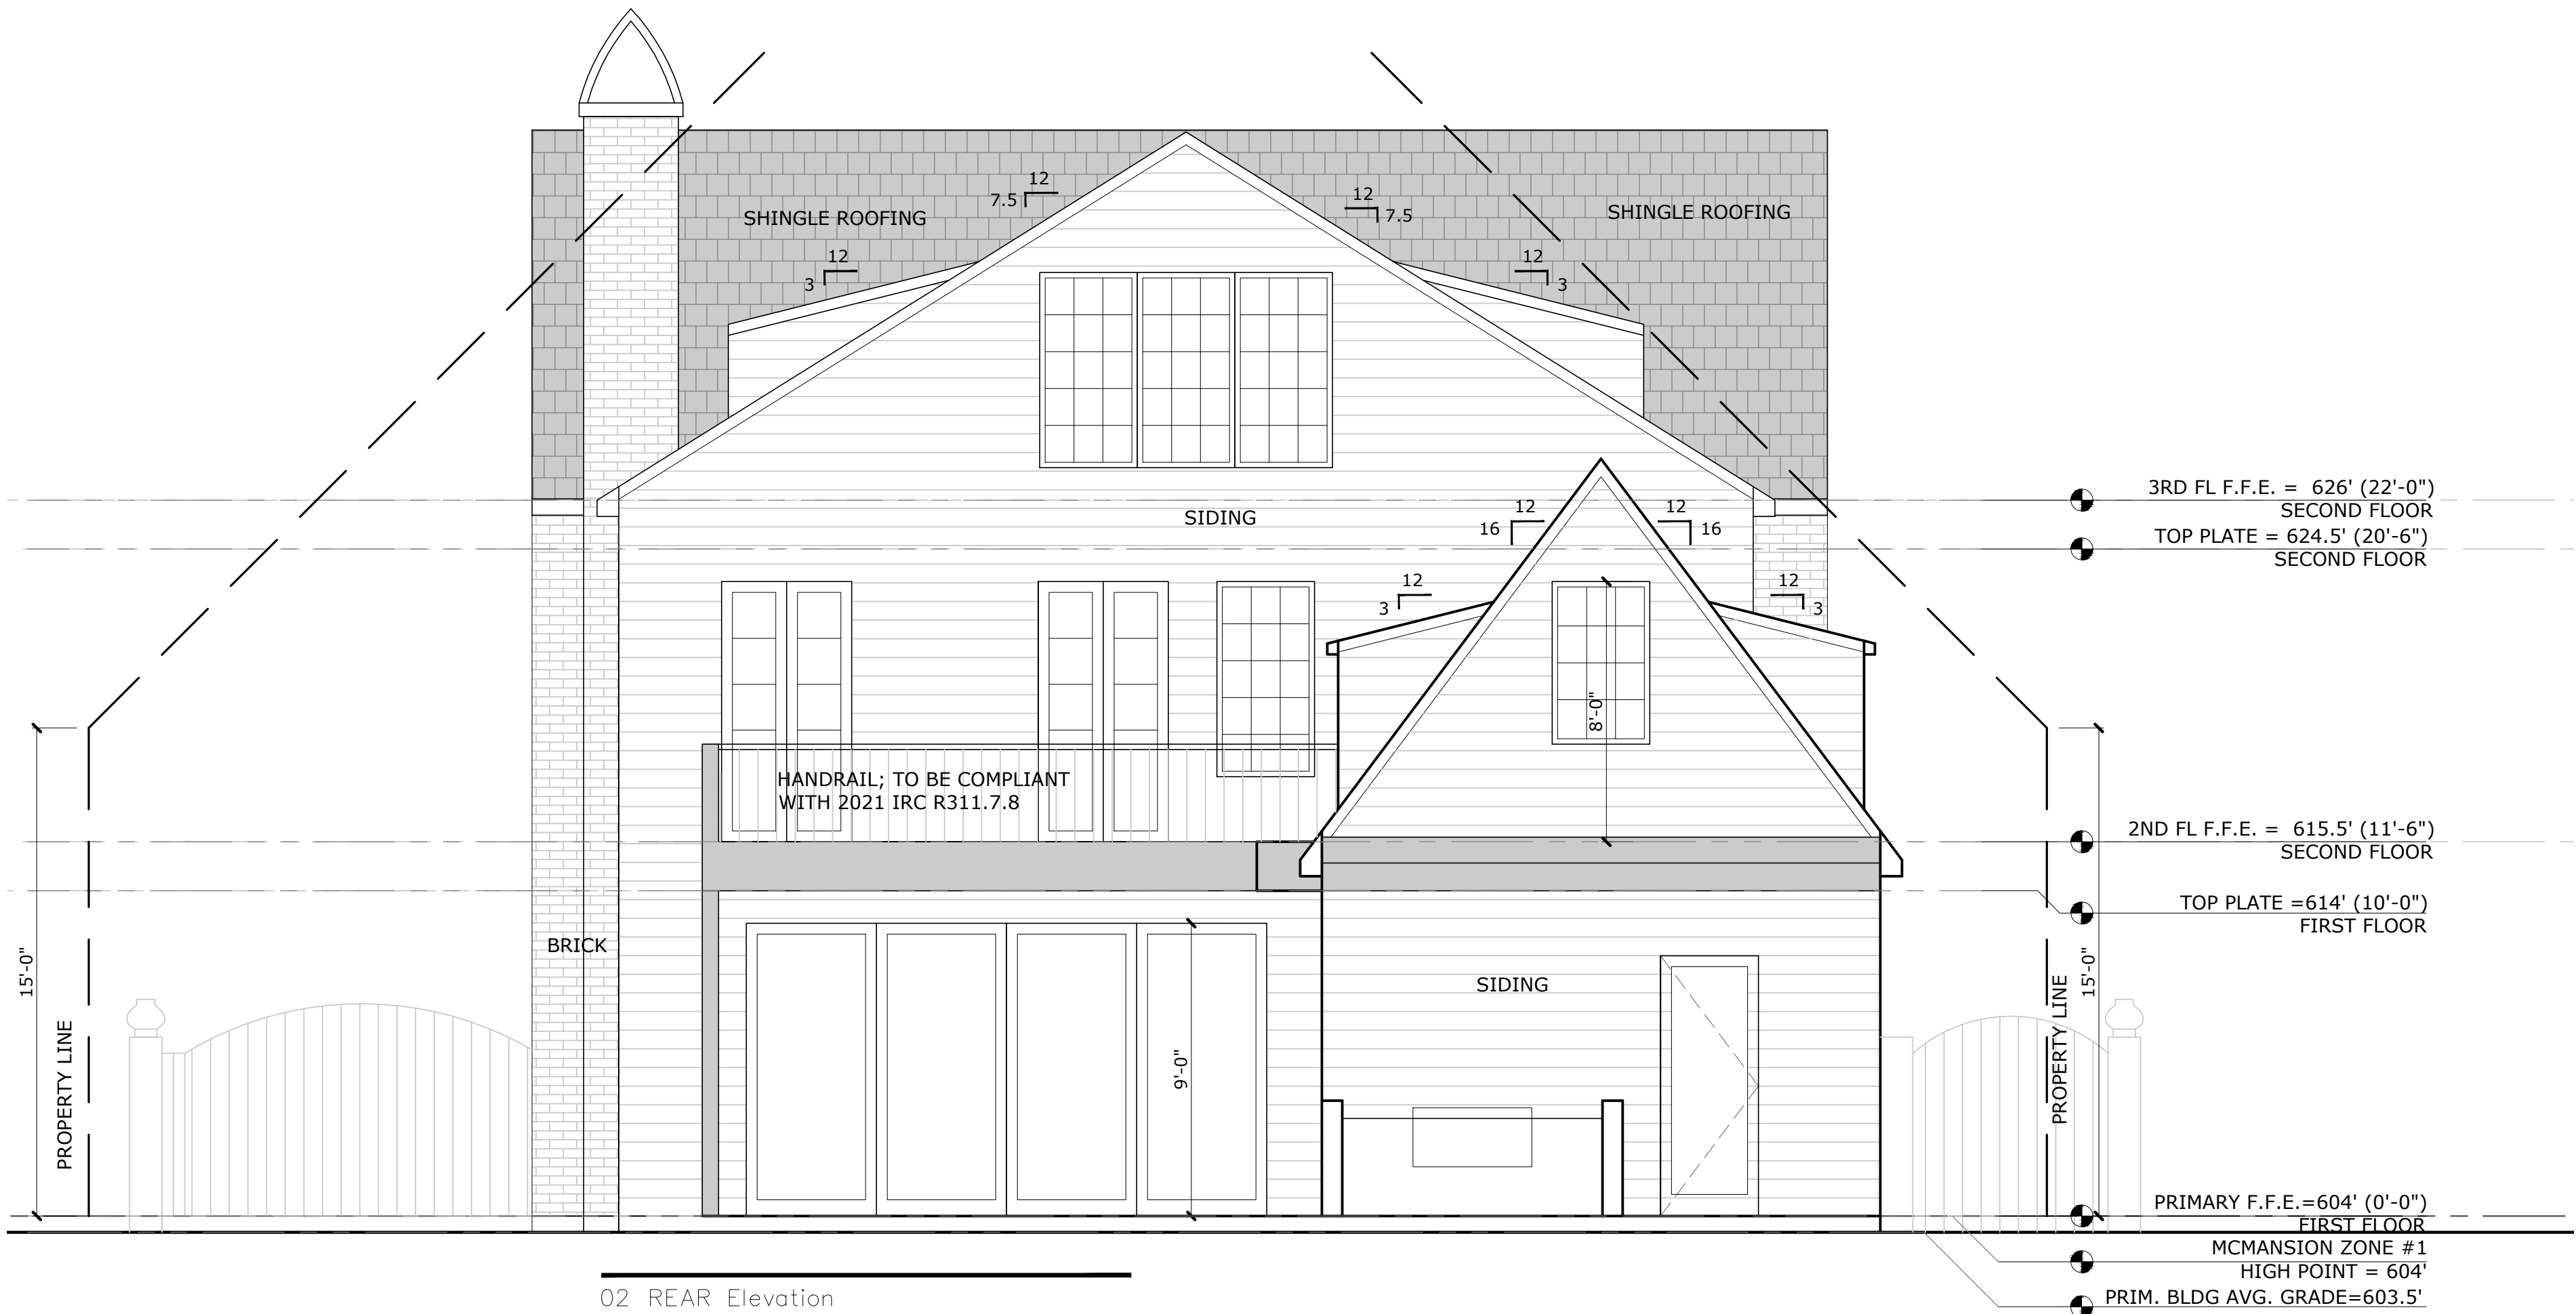 12
7.5
12
7.5
SHINGLE ROOFING
SHINGLE ROOFING
12
3
12
3
3RD FL F.F.E. = 626' (22'-0")
SECOND FLOOR
SIDING
12
16
12
16
TOP PLATE = 624.5' (20'-6")
SECOND FLOOR
12
3
12
3
8'-0"
HANDRAIL; TO BE COMPLIANT
WITH 2021 IRC R311.7.8
2ND FL F.F.E. = 615.5' (11'-6")
SECOND FLOOR
TOP PLATE =614' (10'-0")
FIRST FLOOR
BRICK
15'-0"
PROPERTY LINE
9'-0"
SIDING
PROPERTY LINE
15'-0"
PRIMARY F.F.E.=604' (0'-0")
FIRST FLOOR
MCMANSION ZONE #1
HIGH POINT = 604'
PRIM. BLDG AVG. GRADE=603.5'
02 REAR Elevation